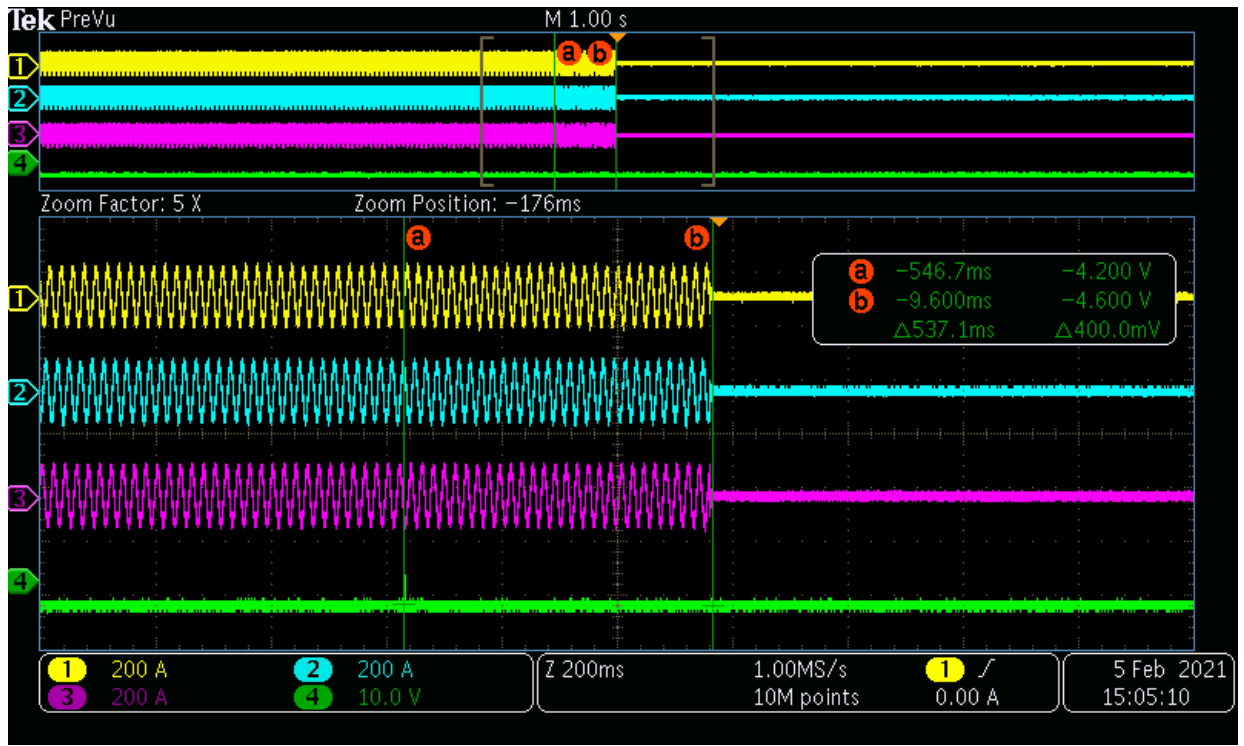 Tek PreVu M 1.00 s
a b
1
2
3
4
Zoom Factor: 5 X Zoom Position: −176ms
a b
a −546.7ms −4.200 V
b −9.600ms −4.600 V
△537.1ms △400.0mV
1
2
3
4
1 200 A 2 200 A Z 200ms 1.00MS/s 1 5 Feb 2021
3 200 A 4 10.0 V 10M points 0.00 A 15:05:10